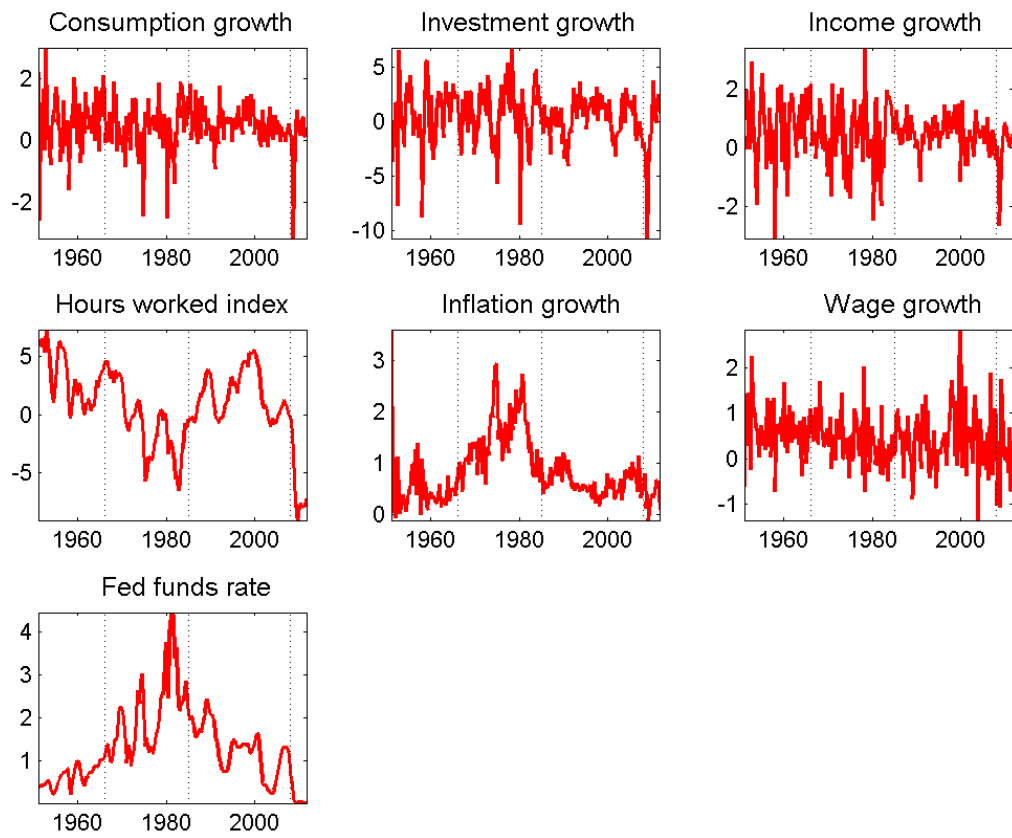 Consumption growth
2
0
-2
1960 1980 2000
Investment growth
5
0
-5
-10
1960 1980 2000
Income growth
2
0
-2
1960 1980 2000
Hours worked index
5
0
-5
1960 1980 2000
Inflation growth
3
2
1
0
1960 1980 2000
Wage growth
2
1
0
-1
1960 1980 2000
Fed funds rate
4
3
2
1
1960 1980 2000